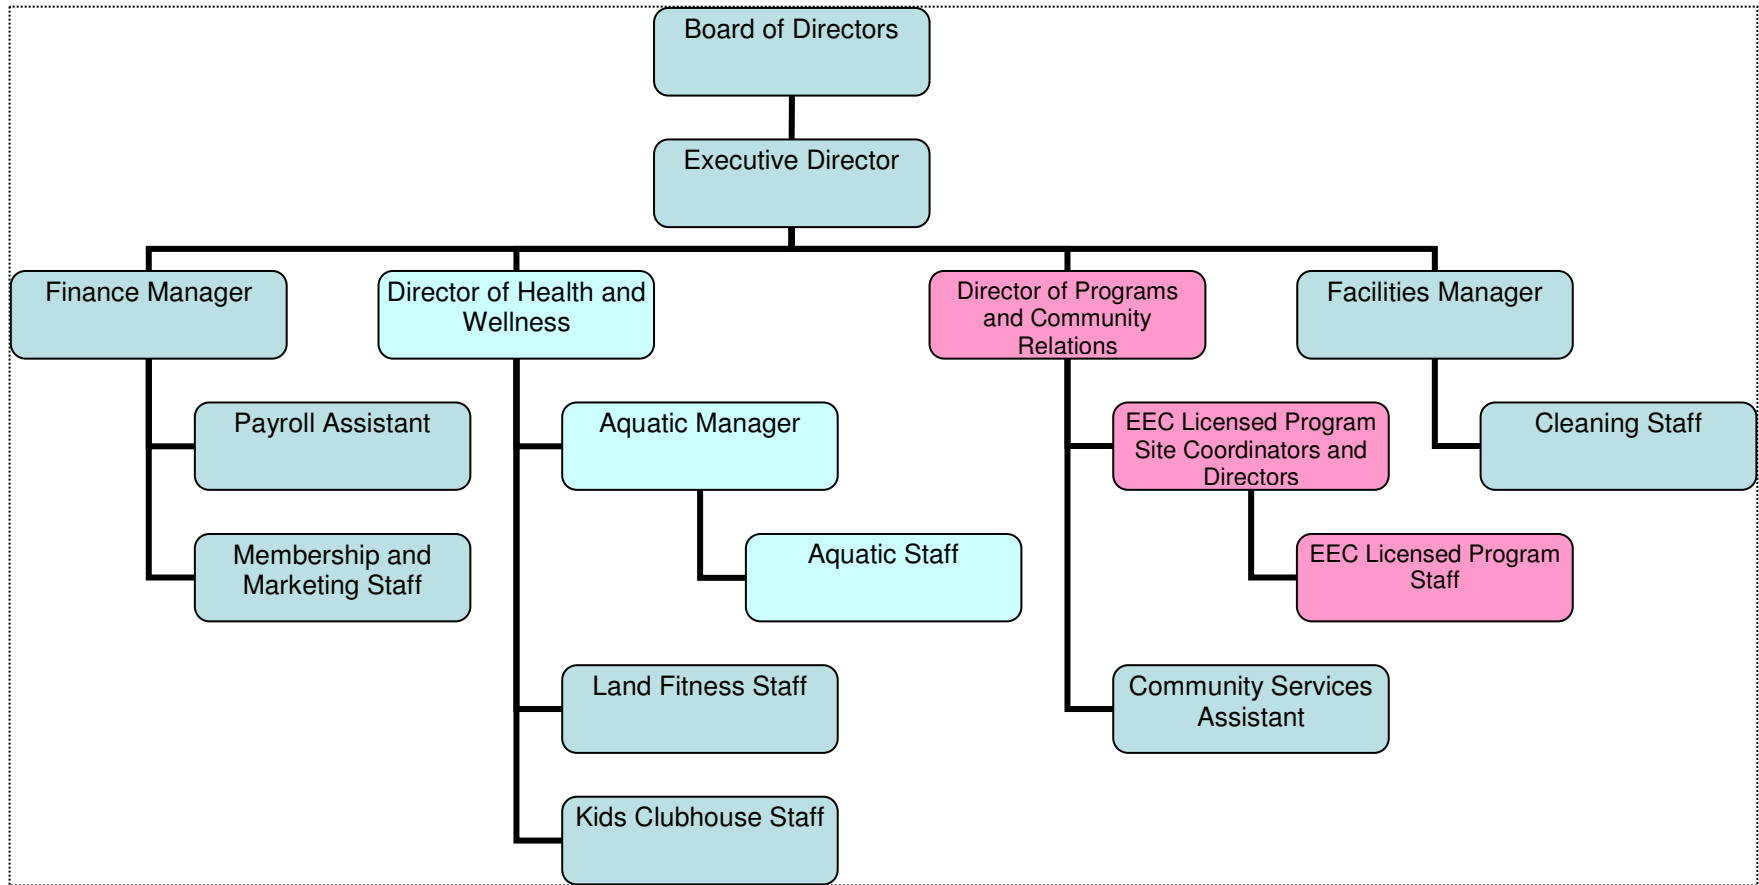 Board of Directors
Executive Director
Finance Manager
Director of Health and
Wellness
Director of Programs
and Community
Relations
Facilities Manager
Payroll Assistant
Aquatic Manager
EEC Licensed Program
Site Coordinators and
Directors
Cleaning Staff
Membership and
Marketing Staff
Aquatic Staff
EEC Licensed Program
Staff
Land Fitness Staff
Community Services
Assistant
Kids Clubhouse Staff